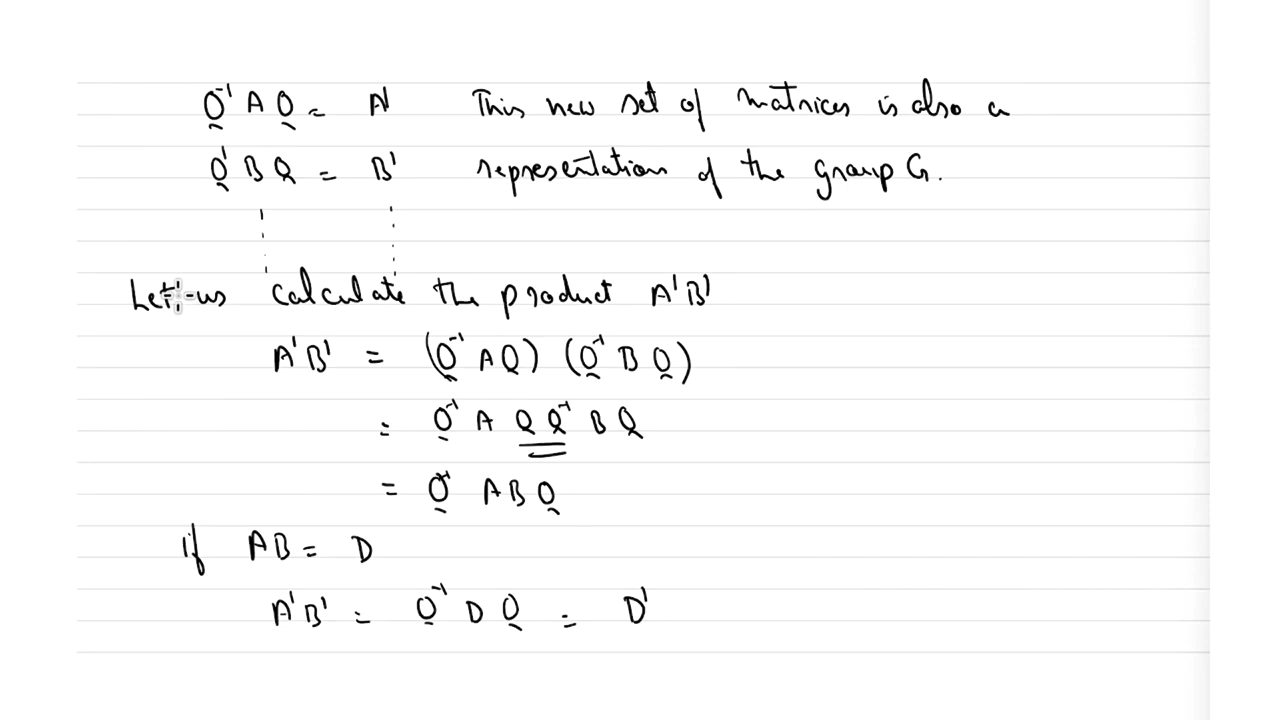 Q⁻¹ A Q = A' This new set of matrices is also a
Q⁻¹ B Q = B' representation of the group G.
Let us calculate the product A'B'
A'B' = (Q⁻¹ A Q) (Q⁻¹ B Q)
= Q⁻¹ A Q Q⁻¹ B Q
= Q⁻¹ A B Q
If AB = D
A'B' = Q⁻¹ D Q = D'